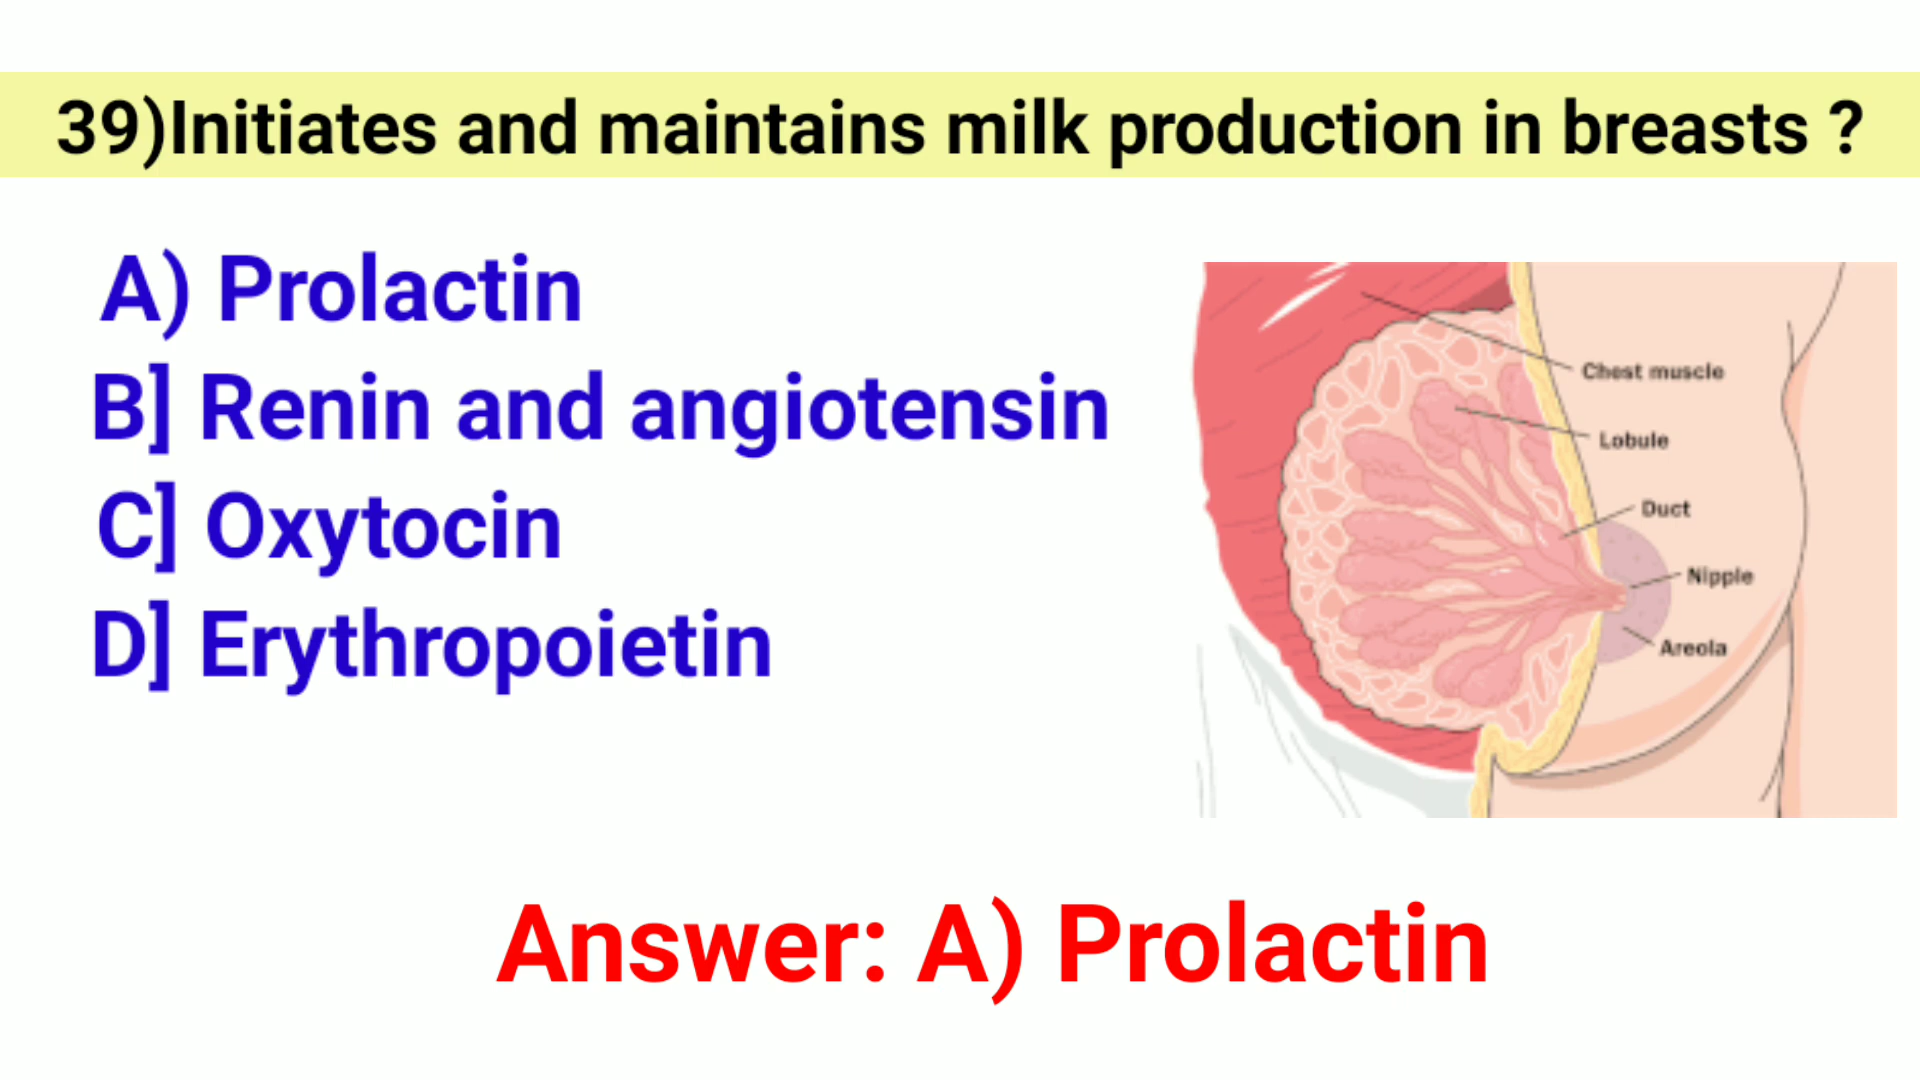 39)Initiates and maintains milk production in breasts ?
A) Prolactin
B] Renin and angiotensin
C] Oxytocin
D] Erythropoietin
Chest muscle
Lobule
Duct
Nipple
Areola
Answer: A) Prolactin